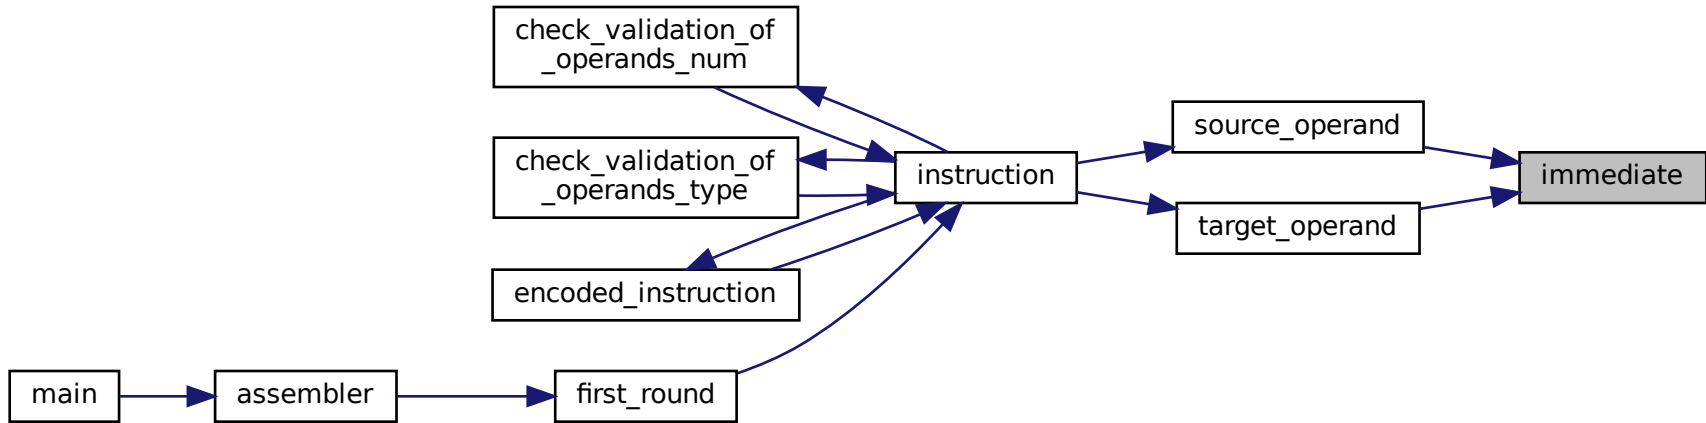 check_validation_of
_operands_num
check_validation_of
_operands_type
encoded_instruction
main
assembler
first_round
instruction
source_operand
target_operand
immediate